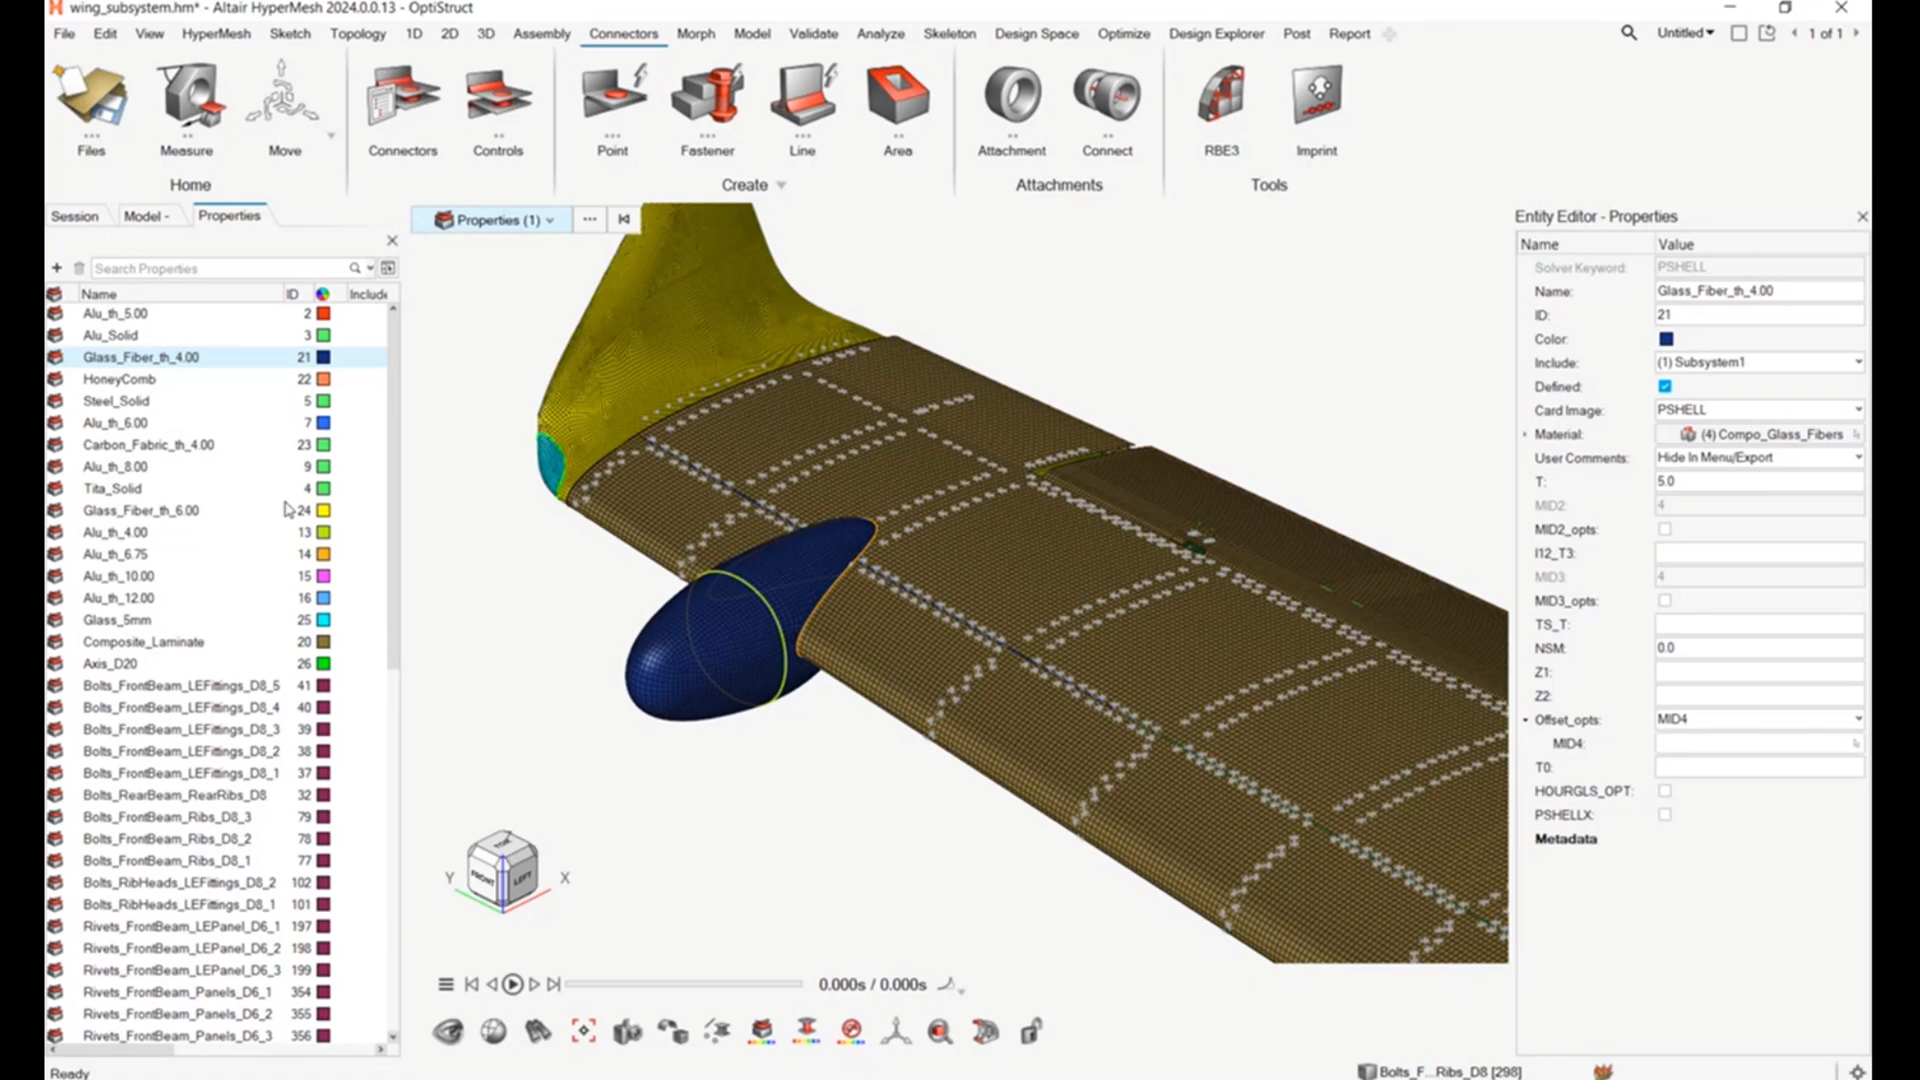 wing_subsystem.hm* - Altair HyperMesh 2024.0.0.13 - OptiStruct
File Edit View HyperMesh Sketch Topology 1D 2D 3D Assembly Connectors Morph Model Validate Analyze Skeleton Design Space Optimize Design Explorer Post Report Untitled 1 of 1
Files Measure Move Connectors Controls Point Fastener Line Area Attachment Connect RBE3 Imprint
Home Create Attachments Tools
Session Model - Properties
Properties (1)
Search Properties
Name ID Include
Alu_th_5.00 2
Alu_Solid 3
Glass_Fiber_th_4.00 21
HoneyComb 22
Steel_Solid 5
Alu_th_6.00 7
Carbon_Fabric_th_4.00 23
Alu_th_8.00 9
Tita_Solid 4
Glass_Fiber_th_6.00 24
Alu_th_4.00 13
Alu_th_6.75 14
Alu_th_10.00 15
Alu_th_12.00 16
Glass_5mm 25
Composite_Laminate 20
Axis_D20 26
Bolts_FrontBeam_LEFittings_D8_5 41
Bolts_FrontBeam_LEFittings_D8_4 40
Bolts_FrontBeam_LEFittings_D8_3 39
Bolts_FrontBeam_LEFittings_D8_2 38
Bolts_FrontBeam_LEFittings_D8_1 37
Bolts_RearBeam_RearRibs_D8 32
Bolts_FrontBeam_Ribs_D8_3 79
Bolts_FrontBeam_Ribs_D8_2 78
Bolts_FrontBeam_Ribs_D8_1 77
Bolts_RibHeads_LEFittings_D8_2 102
Bolts_RibHeads_LEFittings_D8_1 101
Rivets_FrontBeam_LEPanel_D6_1 197
Rivets_FrontBeam_LEPanel_D6_2 198
Rivets_FrontBeam_LEPanel_D6_3 199
Rivets_FrontBeam_Panels_D6_1 354
Rivets_FrontBeam_Panels_D6_2 355
Rivets_FrontBeam_Panels_D6_3 356
Ready
FRONT LEFT
Y X
0.000s / 0.000s
Entity Editor - Properties
Name Value
Solver Keyword: PSHELL
Name: Glass_Fiber_th_4.00
ID: 21
Color:
Include: (1) Subsystem1
Defined:
Card Image: PSHELL
Material: (4) Compo_Glass_Fibers
User Comments: Hide In Menu/Export
T: 5.0
MID2: 4
MID2_opts:
I12_T3:
MID3: 4
MID3_opts:
TS_T:
NSM: 0.0
Z1:
Z2:
Offset_opts: MID4
MID4:
T0:
HOURGLS_OPT:
PSHELLX:
Metadata
Bolts_F...Ribs_D8 [298]